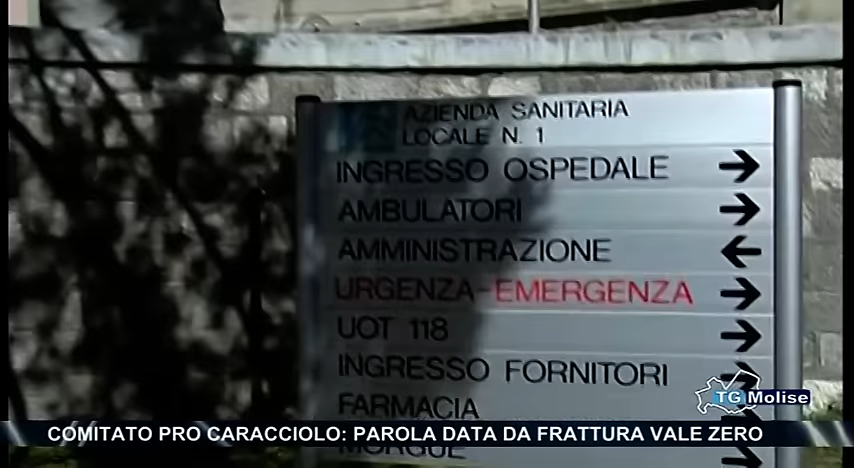 AZIENDA SANITARIA
LOCALE N. 1
INGRESSO OSPEDALE
AMBULATORI
AMMINISTRAZIONE
URGENZA-EMERGENZA
UOT 118
INGRESSO FORNITORI
FARMACIA
TG Molise
COMITATO PRO CARACCIOLO: PAROLA DATA DA FRATTURA VALE ZERO
MORGUE